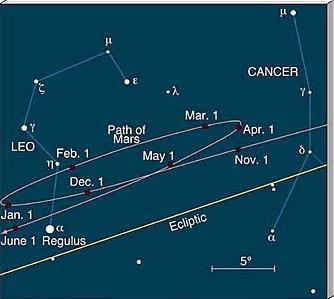 μ
μ
ζ
ε
λ
CANCER
γ
γ
Mar. 1
Path of
Mars
Apr. 1
LEO
Feb. 1
η
May 1
Nov. 1
δ
Dec. 1
Jan. 1
June 1
α
Regulus
Ecliptic
α
5°